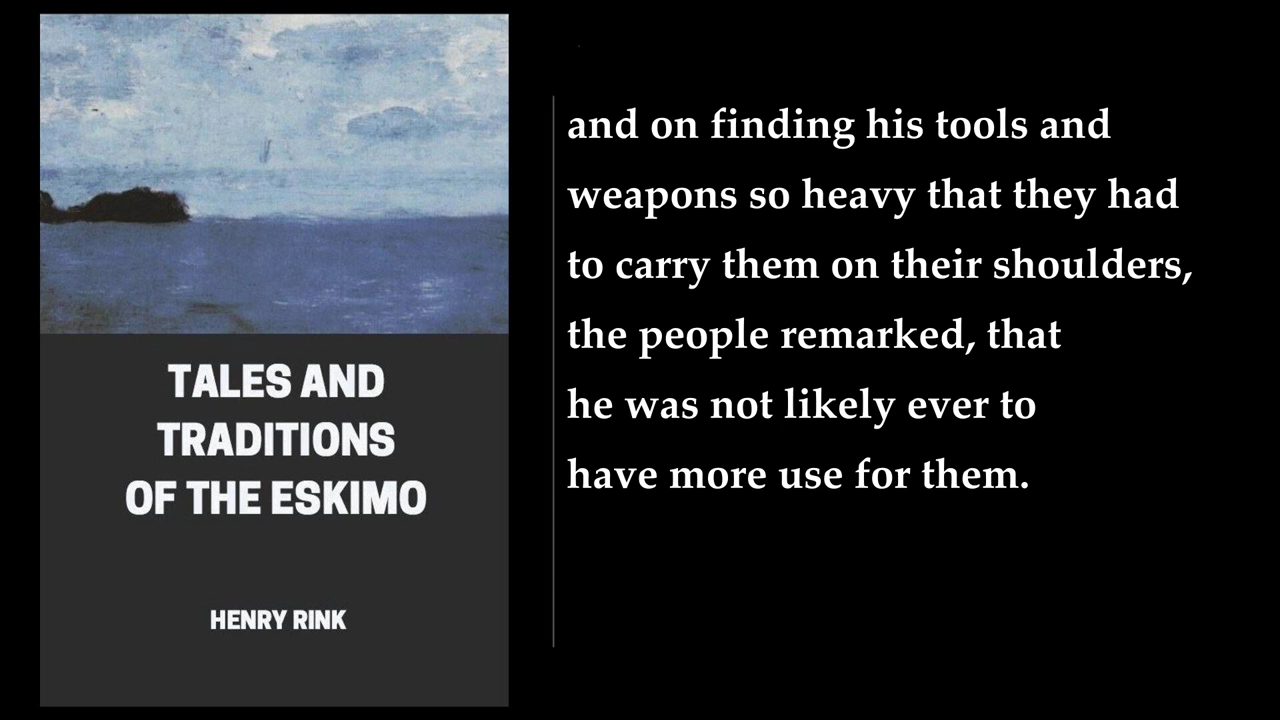 TALES AND
TRADITIONS
OF THE ESKIMO
HENRY RINK
and on finding his tools and
weapons so heavy that they had
to carry them on their shoulders,
the people remarked, that
he was not likely ever to
have more use for them.